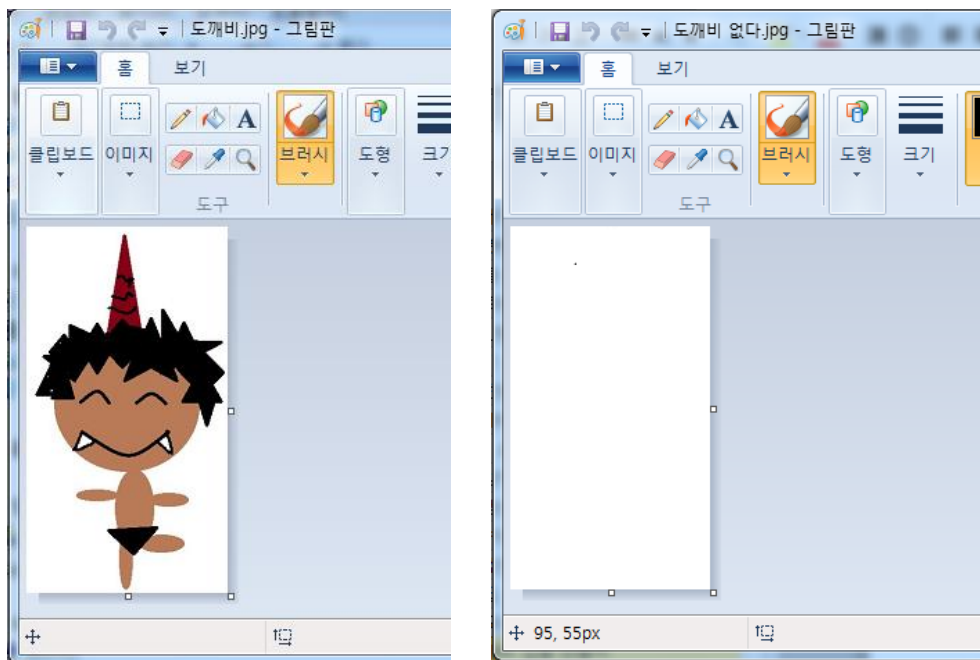 도깨비.jpg - 그림판
홈 보기
클립보드 이미지 A 브러시 도형 크기
도구
도깨비 없다.jpg - 그림판
홈 보기
클립보드 이미지 A 브러시 도형 크기
도구
95, 55px